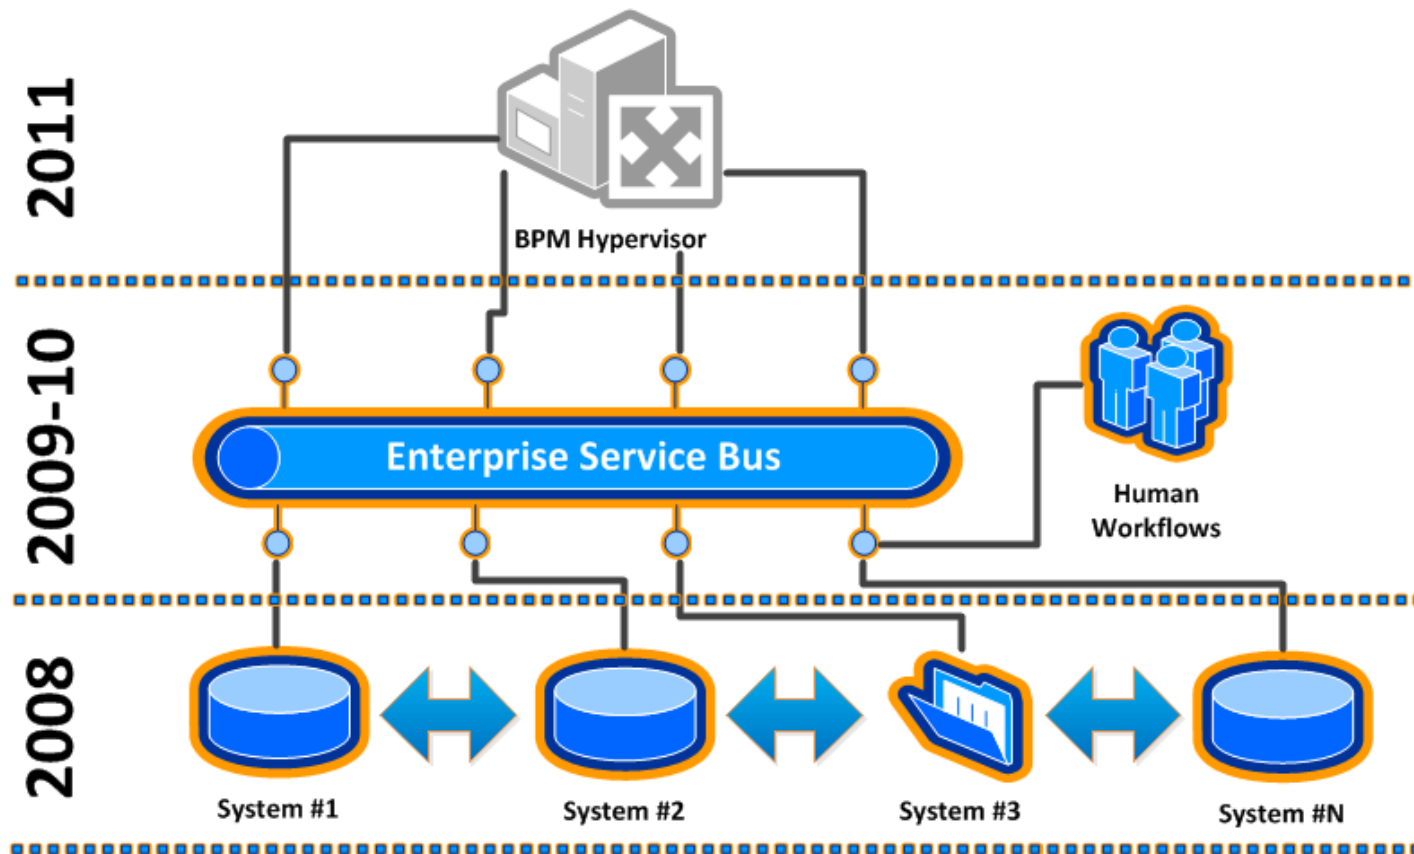 2011
BPM Hypervisor
2009-10
Enterprise Service Bus
Human
Workflows
2008
System #1
System #2
System #3
System #N